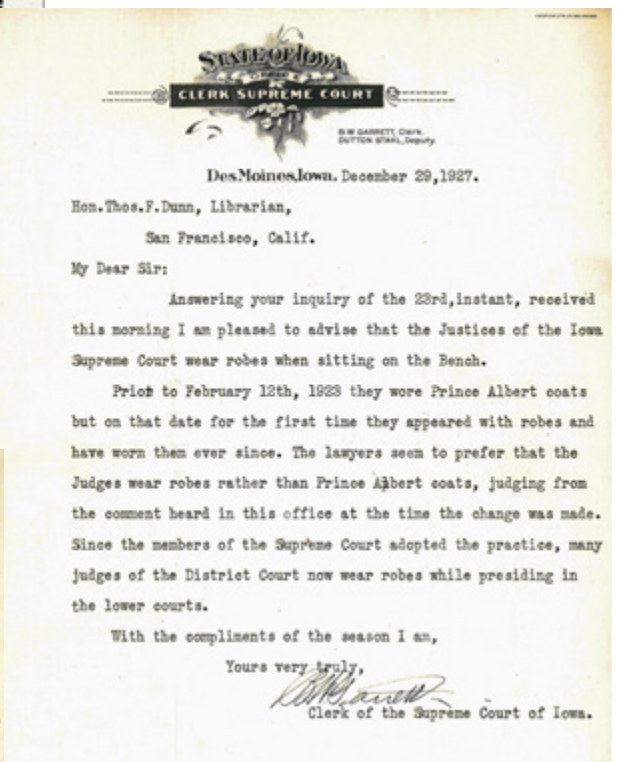 STATE OF IOWA
OFFICE
CLERK SUPREME COURT
B.W. GARRETT, Clerk.
DUTTON STAHL, Deputy.
Des Moines, Iowa. December 29,1927.
Hon.Thos.F.Dunn, Librarian,
San Francisco, Calif.
My Dear Sir:
Answering your inquiry of the 23rd,instant, received
this morning I am pleased to advise that the Justices of the Iowa
Supreme Court wear robes when sitting on the Bench.
Prior to February 12th, 1923 they wore Prince Albert coats
but on that date for the first time they appeared with robes and
have worn them ever since. The lawyers seem to prefer that the
Judges wear robes rather than Prince Albert coats, judging from
the comment heard in this office at the time the change was made.
Since the members of the Supreme Court adopted the practice, many
judges of the District Court now wear robes while presiding in
the lower courts.
With the compliments of the season I am,
Yours very truly,
B.W. Garrett
Clerk of the Supreme Court of Iowa.